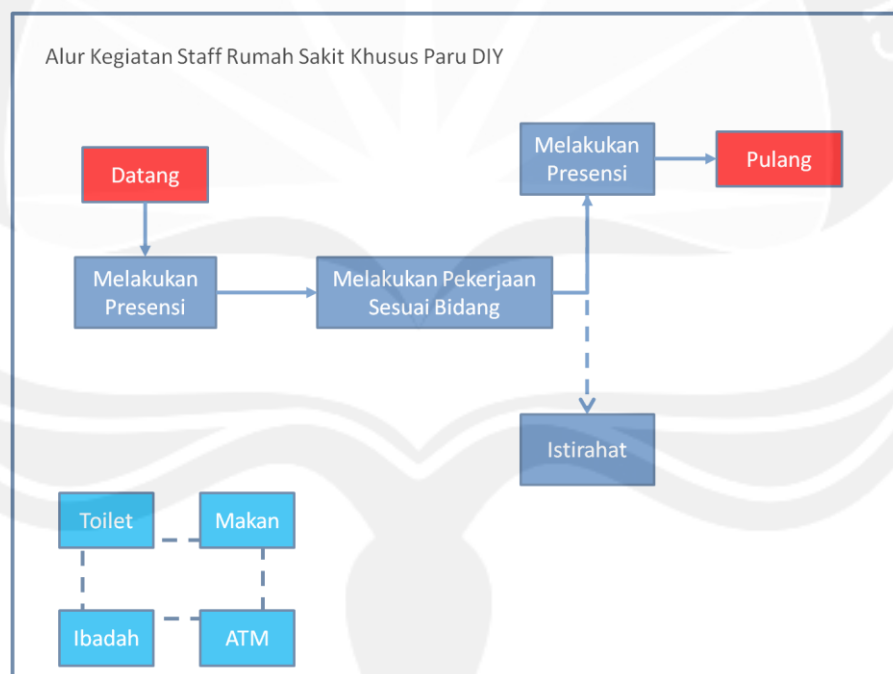 Alur Kegiatan Staff Rumah Sakit Khusus Paru DIY
Datang
Melakukan
Presensi
Melakukan Pekerjaan
Sesuai Bidang
Melakukan
Presensi
Pulang
Istirahat
Toilet
Makan
Ibadah
ATM